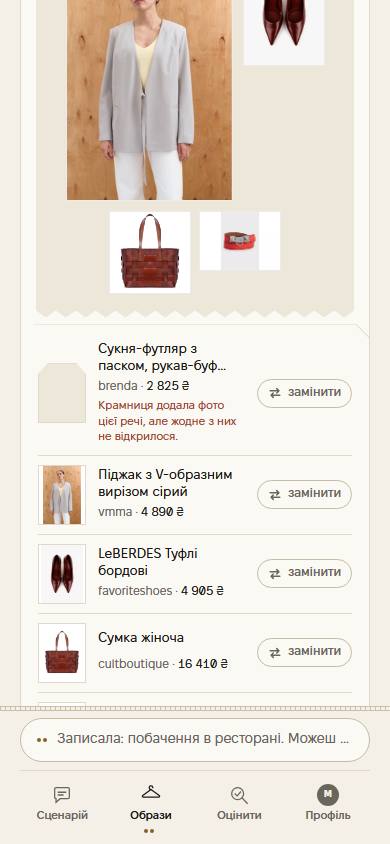 Сукня-футляр з
паском, рукав-буф...
brenda · 2 825 ₴
Крамниця додала фото
цієї речі, але жодне з них
не відкрилося.
замінити
Піджак з V-образним
вирізом сірий
vmma · 4 890 ₴
замінити
LeBERDES Туфлі
бордові
favoriteshoes · 4 905 ₴
замінити
Сумка жіноча
cultboutique · 16 410 ₴
замінити
Записала: побачення в ресторані. Можеш ...
Сценарій
Образи
Оцінити
М
Профіль